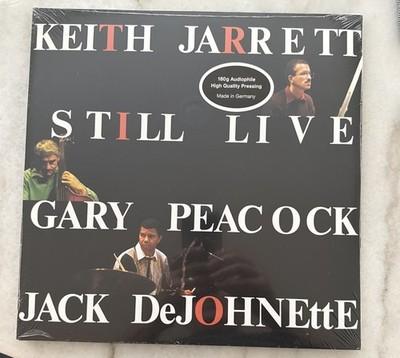 KEITH JARRETT
180g Audiophile
High Quality Pressing
Made in Germany
STILL LIVE
GARY PEACOCK
JACK DeJOHNEttE